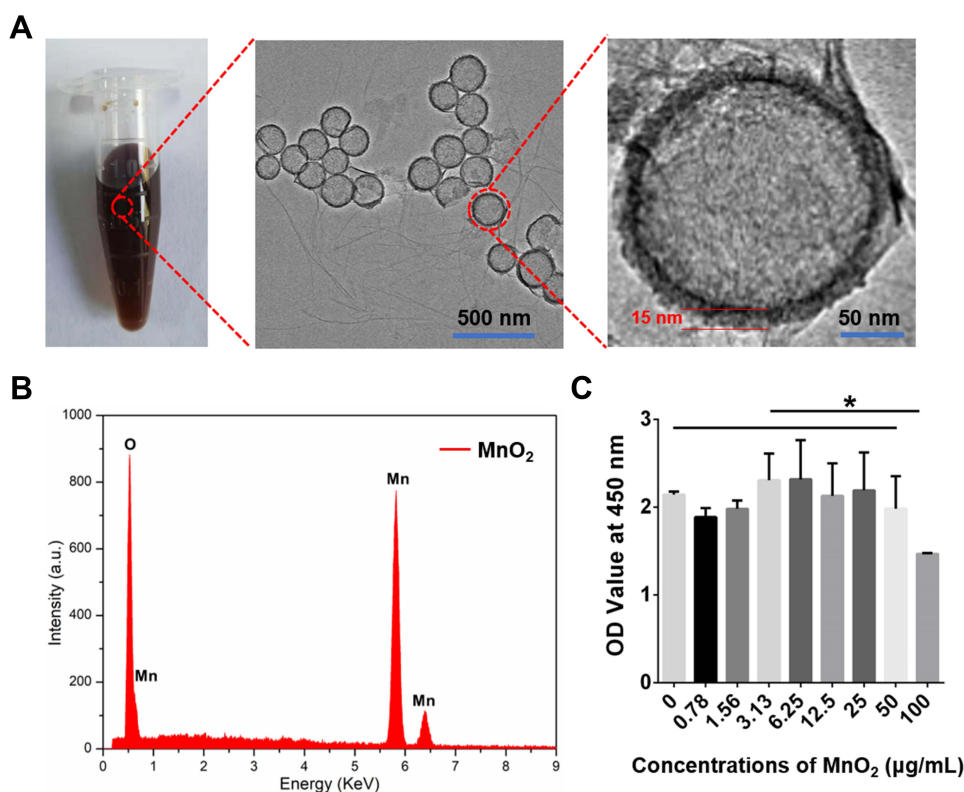 A
500 nm
15 nm
50 nm
B
1000
800
600
400
200
0
O
Mn
Mn
Mn
MnO₂
Intensity (a.u.)
0 1 2 3 4 5 6 7 8 9
Energy (KeV)
C
*
3
2
1
0
OD Value at 450 nm
0 0.78 1.56 3.13 6.25 12.5 25 50 100
Concentrations of MnO₂ (µg/mL)